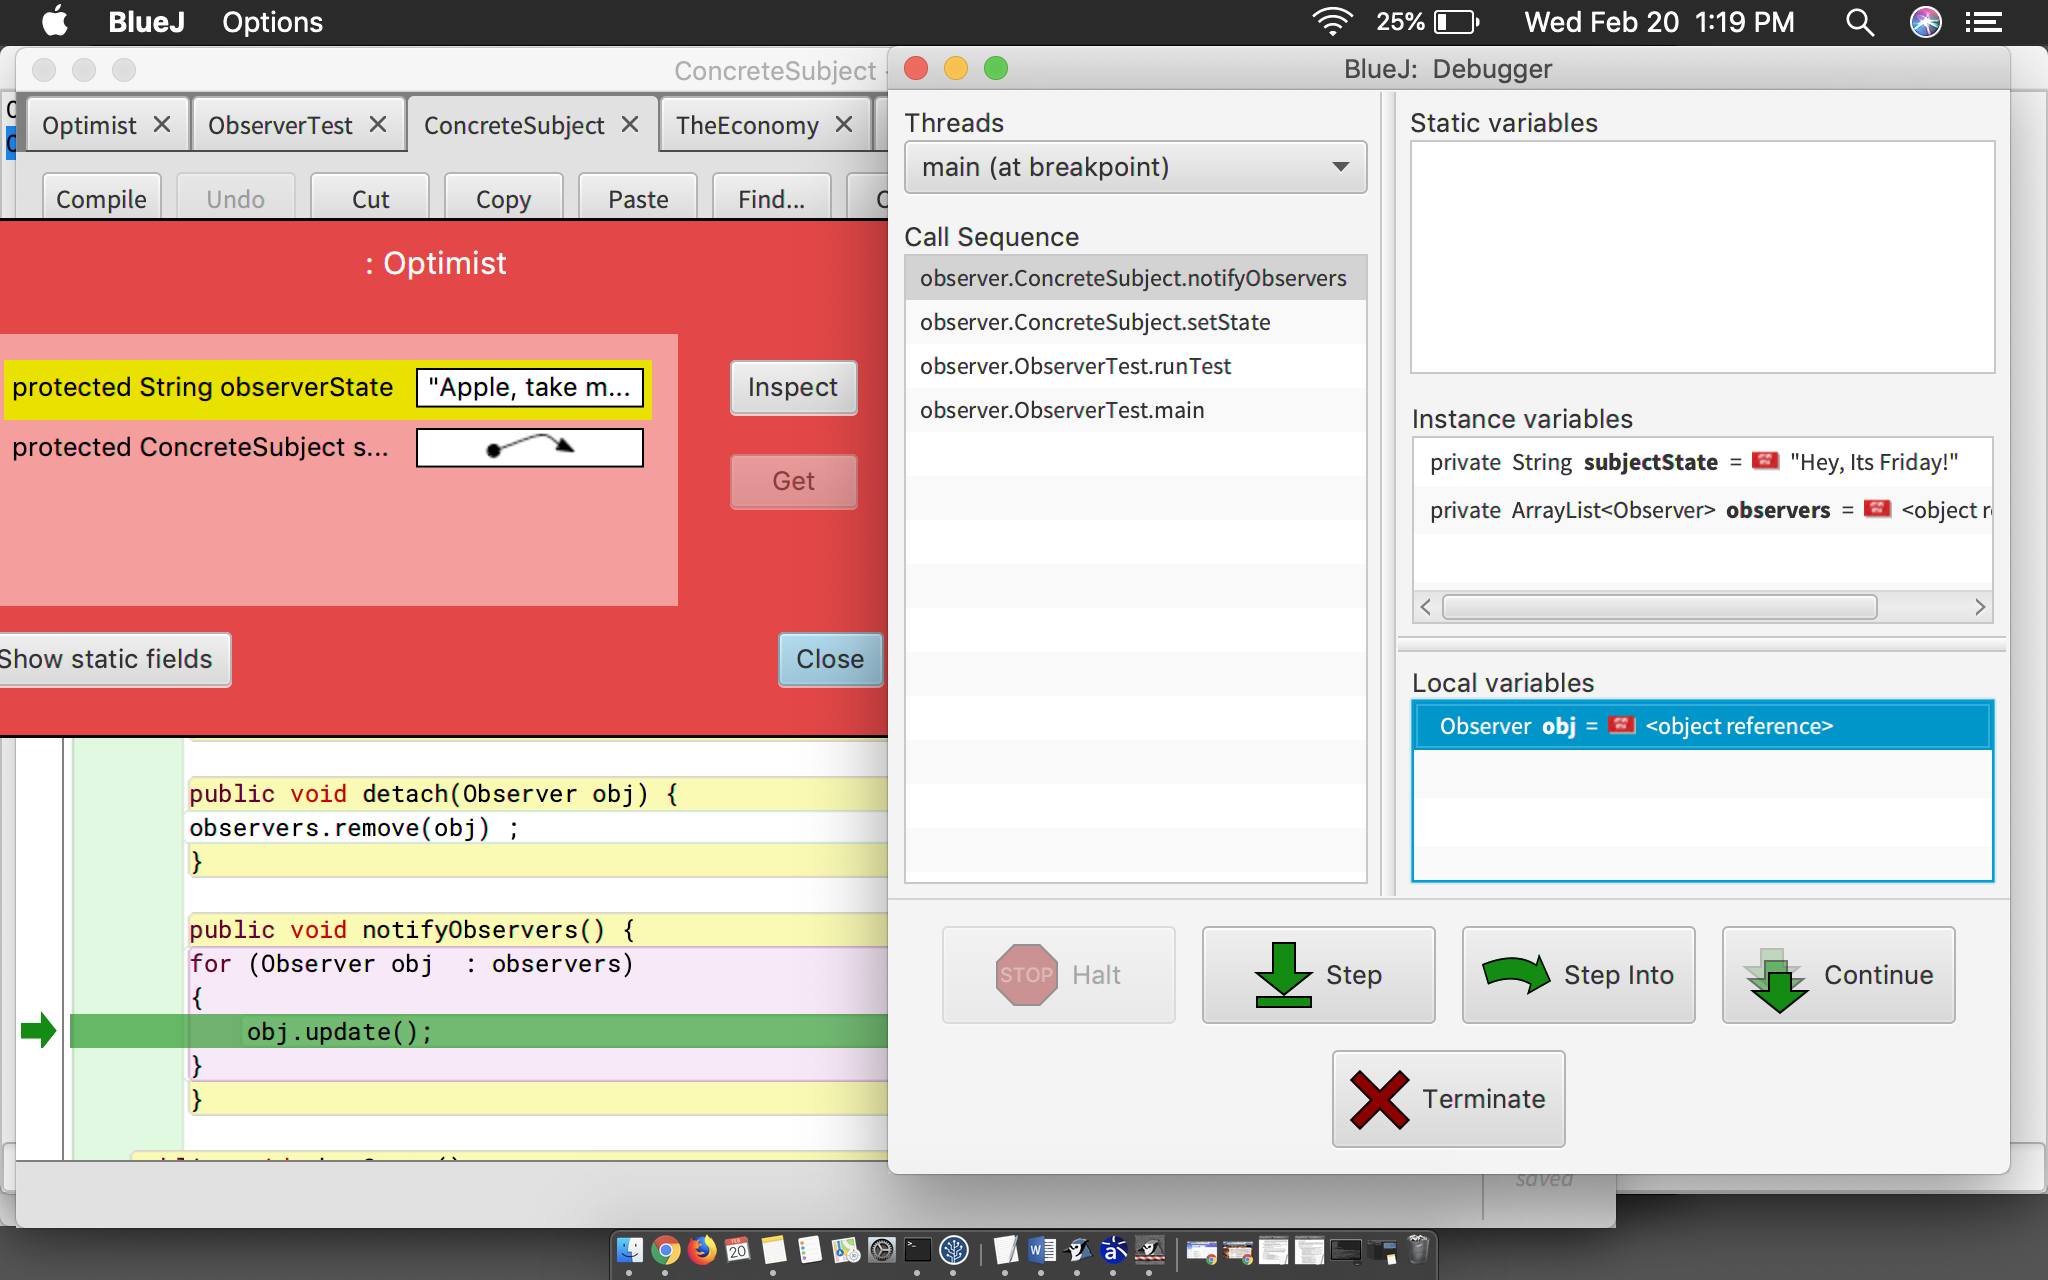 BlueJ Options 25% Wed Feb 20 1:19 PM
ConcreteSubject -
BlueJ: Debugger
Optimist ObserverTest ConcreteSubject TheEconomy
Compile Undo Cut Copy Paste Find...
: Optimist
protected String observerState "Apple, take m...
protected ConcreteSubject s...
Inspect
Get
Show static fields
Close
public void detach(Observer obj) {
observers.remove(obj) ;
}
public void notifyObservers() {
for (Observer obj : observers)
{
obj.update();
}
}
Threads
main (at breakpoint)
Call Sequence
observer.ConcreteSubject.notifyObservers
observer.ConcreteSubject.setState
observer.ObserverTest.runTest
observer.ObserverTest.main
Static variables
Instance variables
private String subjectState = "Hey, Its Friday!"
private ArrayList<Observer> observers = <object r
Local variables
Observer obj = <object reference>
STOP Halt
Step
Step Into
Continue
Terminate
saved
FEB
20